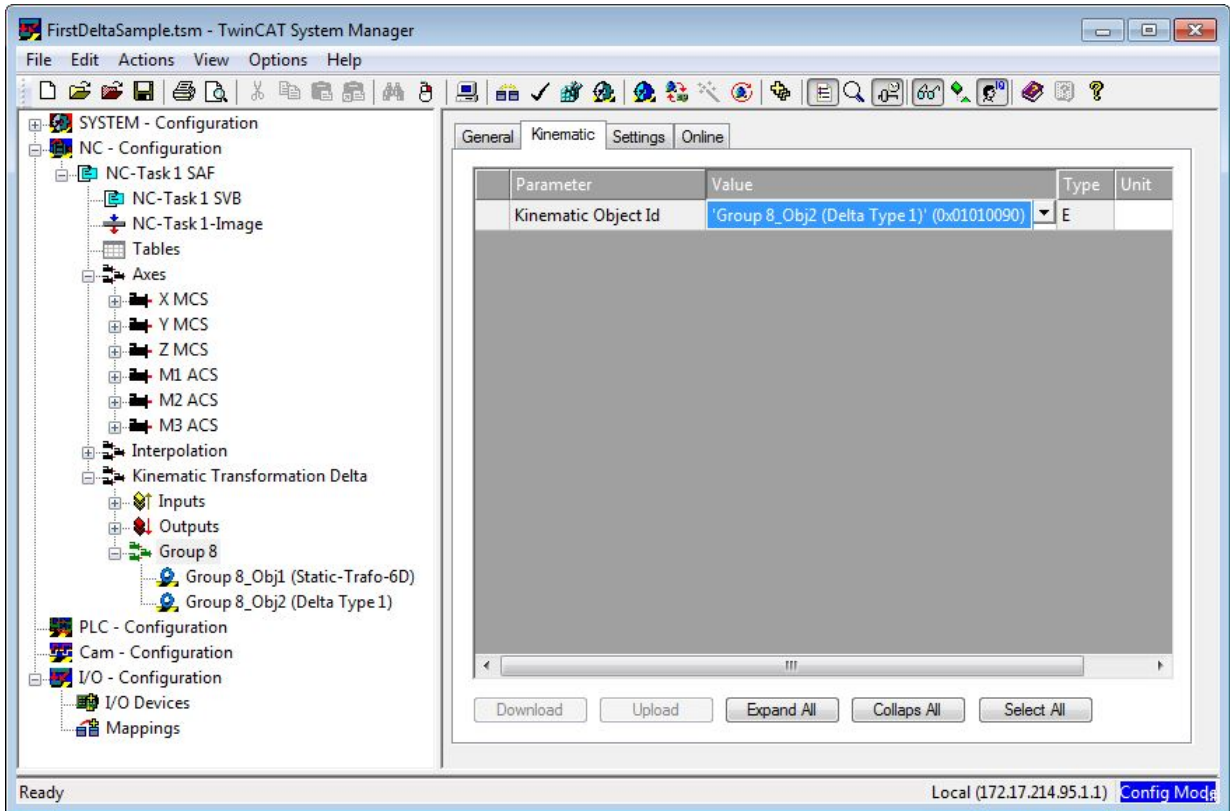 FirstDeltaSample.tsm - TwinCAT System Manager
File Edit Actions View Options Help
SYSTEM - Configuration
NC - Configuration
NC-Task 1 SAF
NC-Task 1 SVB
NC-Task 1-Image
Tables
Axes
X MCS
Y MCS
Z MCS
M1 ACS
M2 ACS
M3 ACS
Interpolation
Kinematic Transformation Delta
Inputs
Outputs
Group 8
Group 8_Obj1 (Static-Trafo-6D)
Group 8_Obj2 (Delta Type 1)
PLC - Configuration
Cam - Configuration
I/O - Configuration
I/O Devices
Mappings
General Kinematic Settings Online
Parameter Value Type Unit
Kinematic Object Id 'Group 8_Obj2 (Delta Type 1)' (0x01010090) E
Download Upload Expand All Collaps All Select All
Ready Local (172.17.214.95.1.1) Config Mode